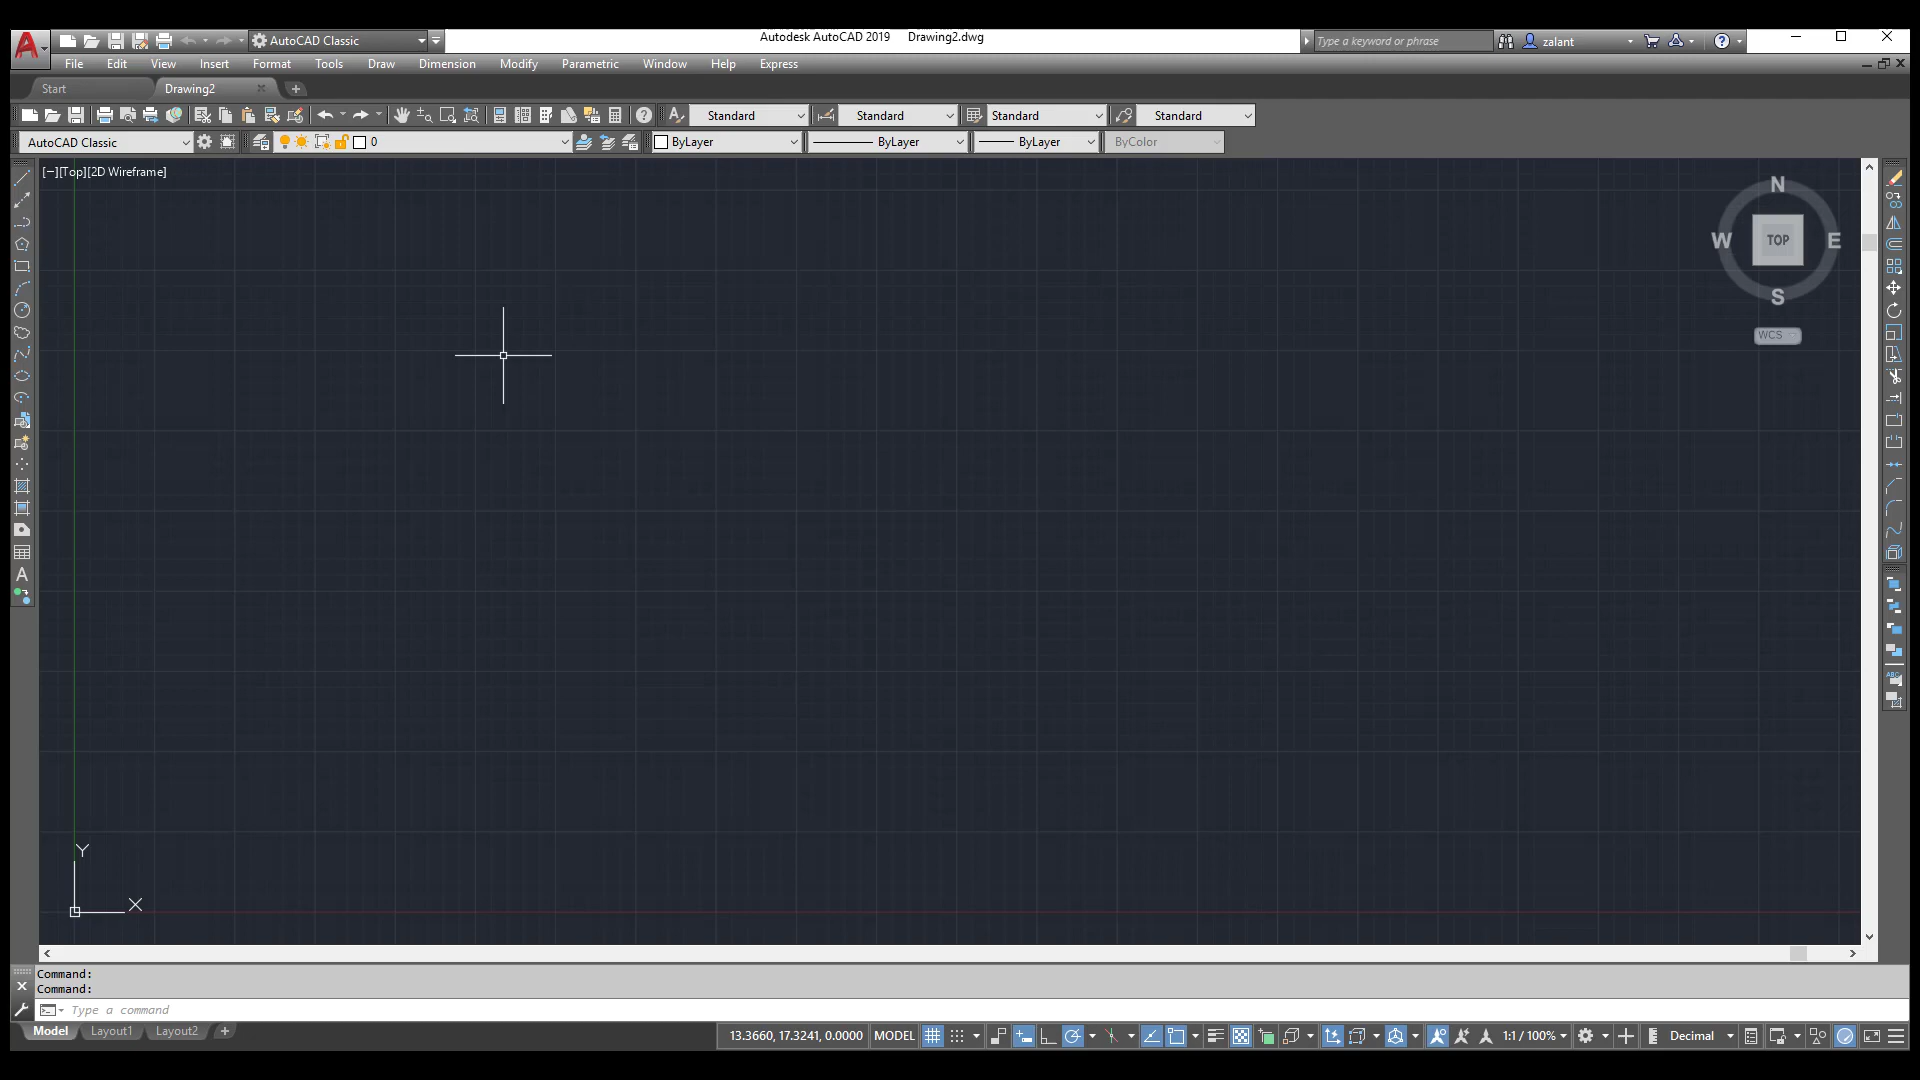 AutoCAD Classic
Autodesk AutoCAD 2019 Drawing2.dwg
Type a keyword or phrase
zalant
File Edit View Insert Format Tools Draw Dimension Modify Parametric Window Help Express
Start Drawing2
Standard Standard Standard Standard
AutoCAD Classic 0 ByLayer ByLayer ByLayer ByColor
[−][Top][2D Wireframe]
N
W TOP E
S
WCS
Y
X
Command:
Command:
Type a command
Model Layout1 Layout2
13.3660, 17.3241, 0.0000 MODEL 1:1 / 100% Decimal